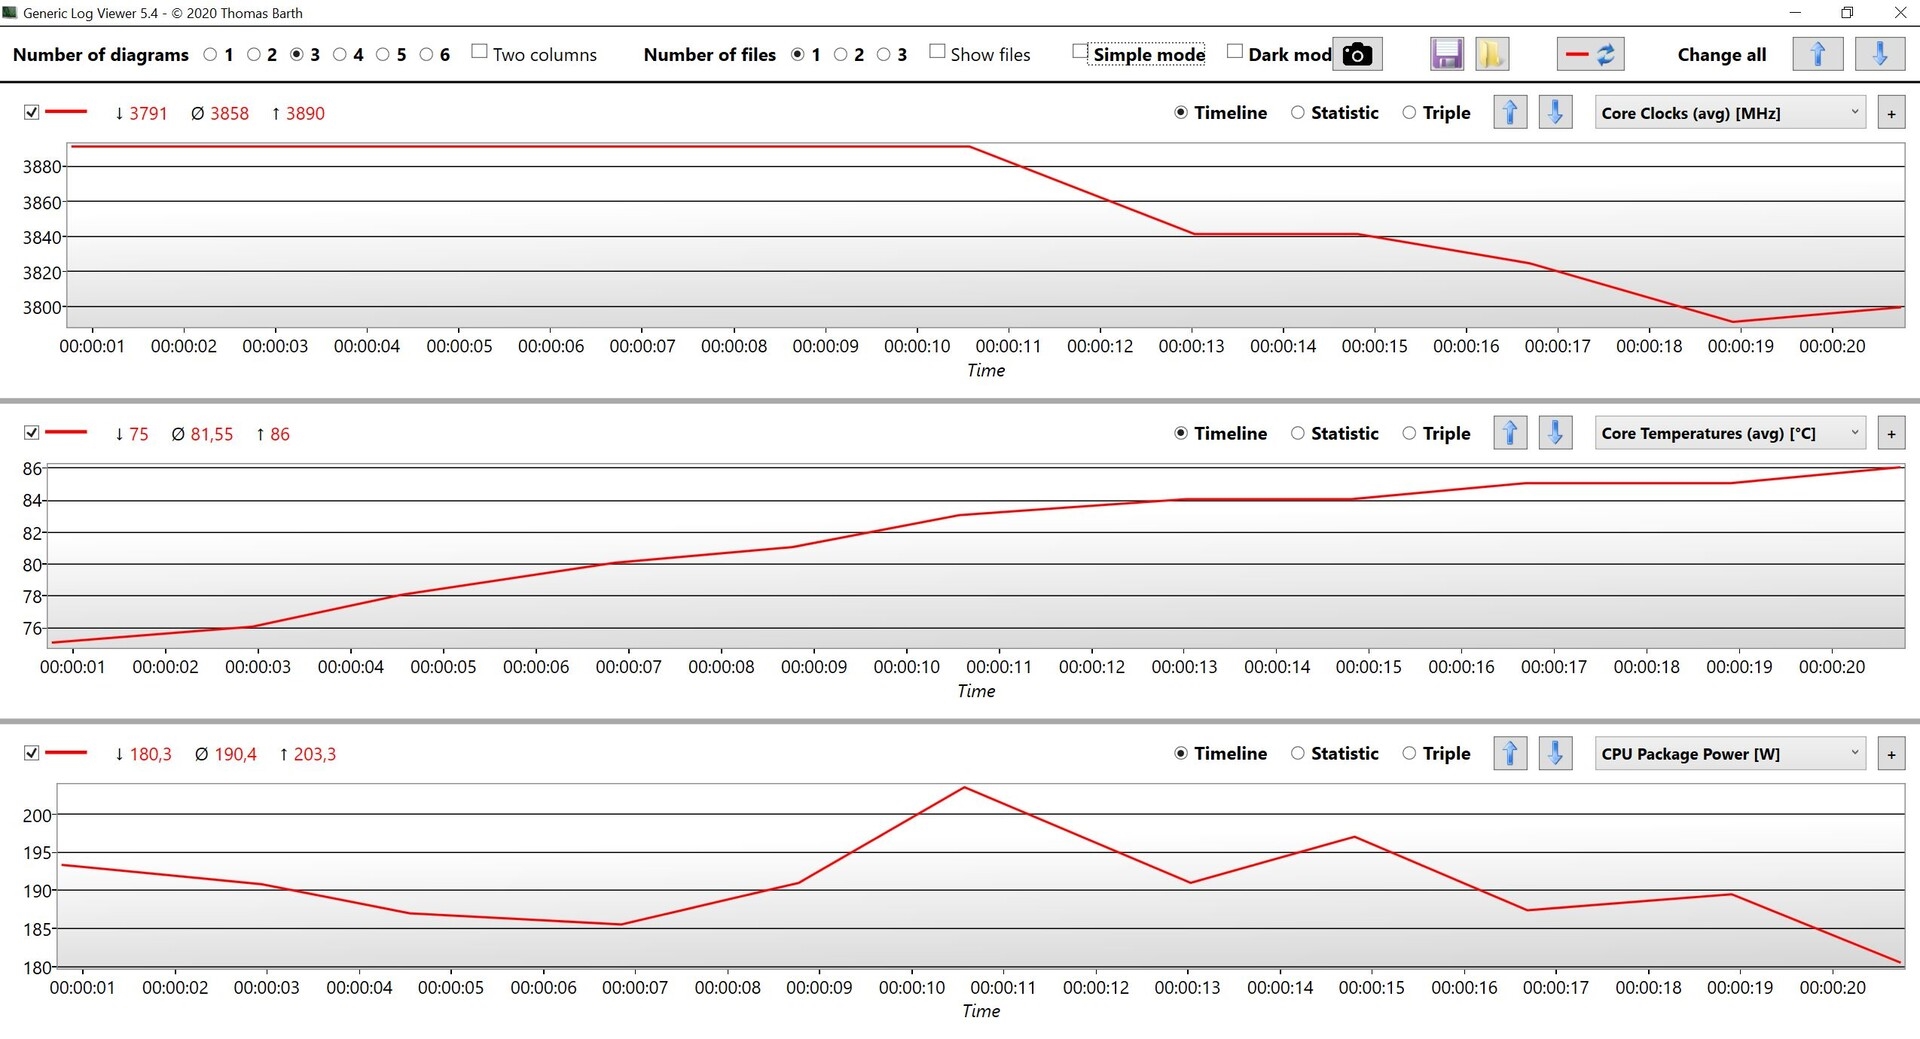 Generic Log Viewer 5.4 - © 2020 Thomas Barth
Number of diagrams 1 2 3 4 5 6 Two columns Number of files 1 2 3 Show files Simple mode Dark mod Change all
↓ 3791 Ø 3858 ↑ 3890 Timeline Statistic Triple Core Clocks (avg) [MHz] +
3880
3860
3840
3820
3800
00:00:01 00:00:02 00:00:03 00:00:04 00:00:05 00:00:06 00:00:07 00:00:08 00:00:09 00:00:10 00:00:11 00:00:12 00:00:13 00:00:14 00:00:15 00:00:16 00:00:17 00:00:18 00:00:19 00:00:20
Time
↓ 75 Ø 81,55 ↑ 86 Timeline Statistic Triple Core Temperatures (avg) [°C] +
86
84
82
80
78
76
00:00:01 00:00:02 00:00:03 00:00:04 00:00:05 00:00:06 00:00:07 00:00:08 00:00:09 00:00:10 00:00:11 00:00:12 00:00:13 00:00:14 00:00:15 00:00:16 00:00:17 00:00:18 00:00:19 00:00:20
Time
↓ 180,3 Ø 190,4 ↑ 203,3 Timeline Statistic Triple CPU Package Power [W] +
200
195
190
185
180
00:00:01 00:00:02 00:00:03 00:00:04 00:00:05 00:00:06 00:00:07 00:00:08 00:00:09 00:00:10 00:00:11 00:00:12 00:00:13 00:00:14 00:00:15 00:00:16 00:00:17 00:00:18 00:00:19 00:00:20
Time